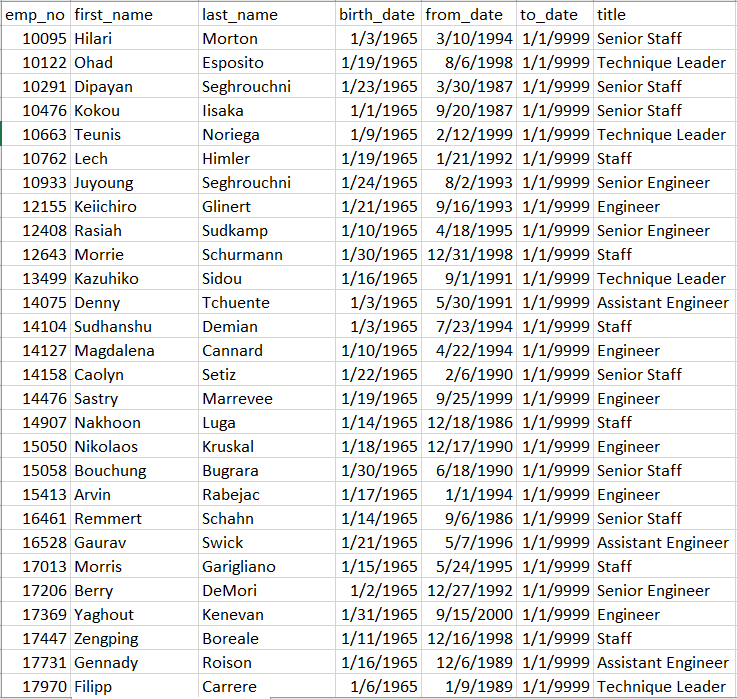 emp_no first_name last_name birth_date from_date to_date title
10095 Hilari Morton 1/3/1965 3/10/1994 1/1/9999 Senior Staff
10122 Ohad Esposito 1/19/1965 8/6/1998 1/1/9999 Technique Leader
10291 Dipayan Seghrouchni 1/23/1965 3/30/1987 1/1/9999 Senior Staff
10476 Kokou Iisaka 1/1/1965 9/20/1987 1/1/9999 Senior Staff
10663 Teunis Noriega 1/9/1965 2/12/1999 1/1/9999 Technique Leader
10762 Lech Himler 1/19/1965 1/21/1992 1/1/9999 Staff
10933 Juyoung Seghrouchni 1/24/1965 8/2/1993 1/1/9999 Senior Engineer
12155 Keiichiro Glinert 1/21/1965 9/16/1993 1/1/9999 Engineer
12408 Rasiah Sudkamp 1/10/1965 4/18/1995 1/1/9999 Senior Engineer
12643 Morrie Schurmann 1/30/1965 12/31/1998 1/1/9999 Staff
13499 Kazuhiko Sidou 1/16/1965 9/1/1991 1/1/9999 Technique Leader
14075 Denny Tchuente 1/3/1965 5/30/1991 1/1/9999 Assistant Engineer
14104 Sudhanshu Demian 1/3/1965 7/23/1994 1/1/9999 Staff
14127 Magdalena Cannard 1/10/1965 4/22/1994 1/1/9999 Engineer
14158 Caolyn Setiz 1/22/1965 2/6/1990 1/1/9999 Senior Staff
14476 Sastry Marrevee 1/19/1965 9/25/1999 1/1/9999 Engineer
14907 Nakhoon Luga 1/14/1965 12/18/1986 1/1/9999 Staff
15050 Nikolaos Kruskal 1/18/1965 12/17/1990 1/1/9999 Engineer
15058 Bouchung Bugrara 1/30/1965 6/18/1990 1/1/9999 Senior Staff
15413 Arvin Rabejac 1/17/1965 1/1/1994 1/1/9999 Engineer
16461 Remmert Schahn 1/14/1965 9/6/1986 1/1/9999 Senior Staff
16528 Gaurav Swick 1/21/1965 5/7/1996 1/1/9999 Assistant Engineer
17013 Morris Garigliano 1/15/1965 5/24/1995 1/1/9999 Staff
17206 Berry DeMori 1/2/1965 12/27/1992 1/1/9999 Senior Engineer
17369 Yaghout Kenevan 1/31/1965 9/15/2000 1/1/9999 Engineer
17447 Zengping Boreale 1/11/1965 12/16/1998 1/1/9999 Staff
17731 Gennady Roison 1/16/1965 12/6/1989 1/1/9999 Assistant Engineer
17970 Filipp Carrere 1/6/1965 1/9/1989 1/1/9999 Technique Leader